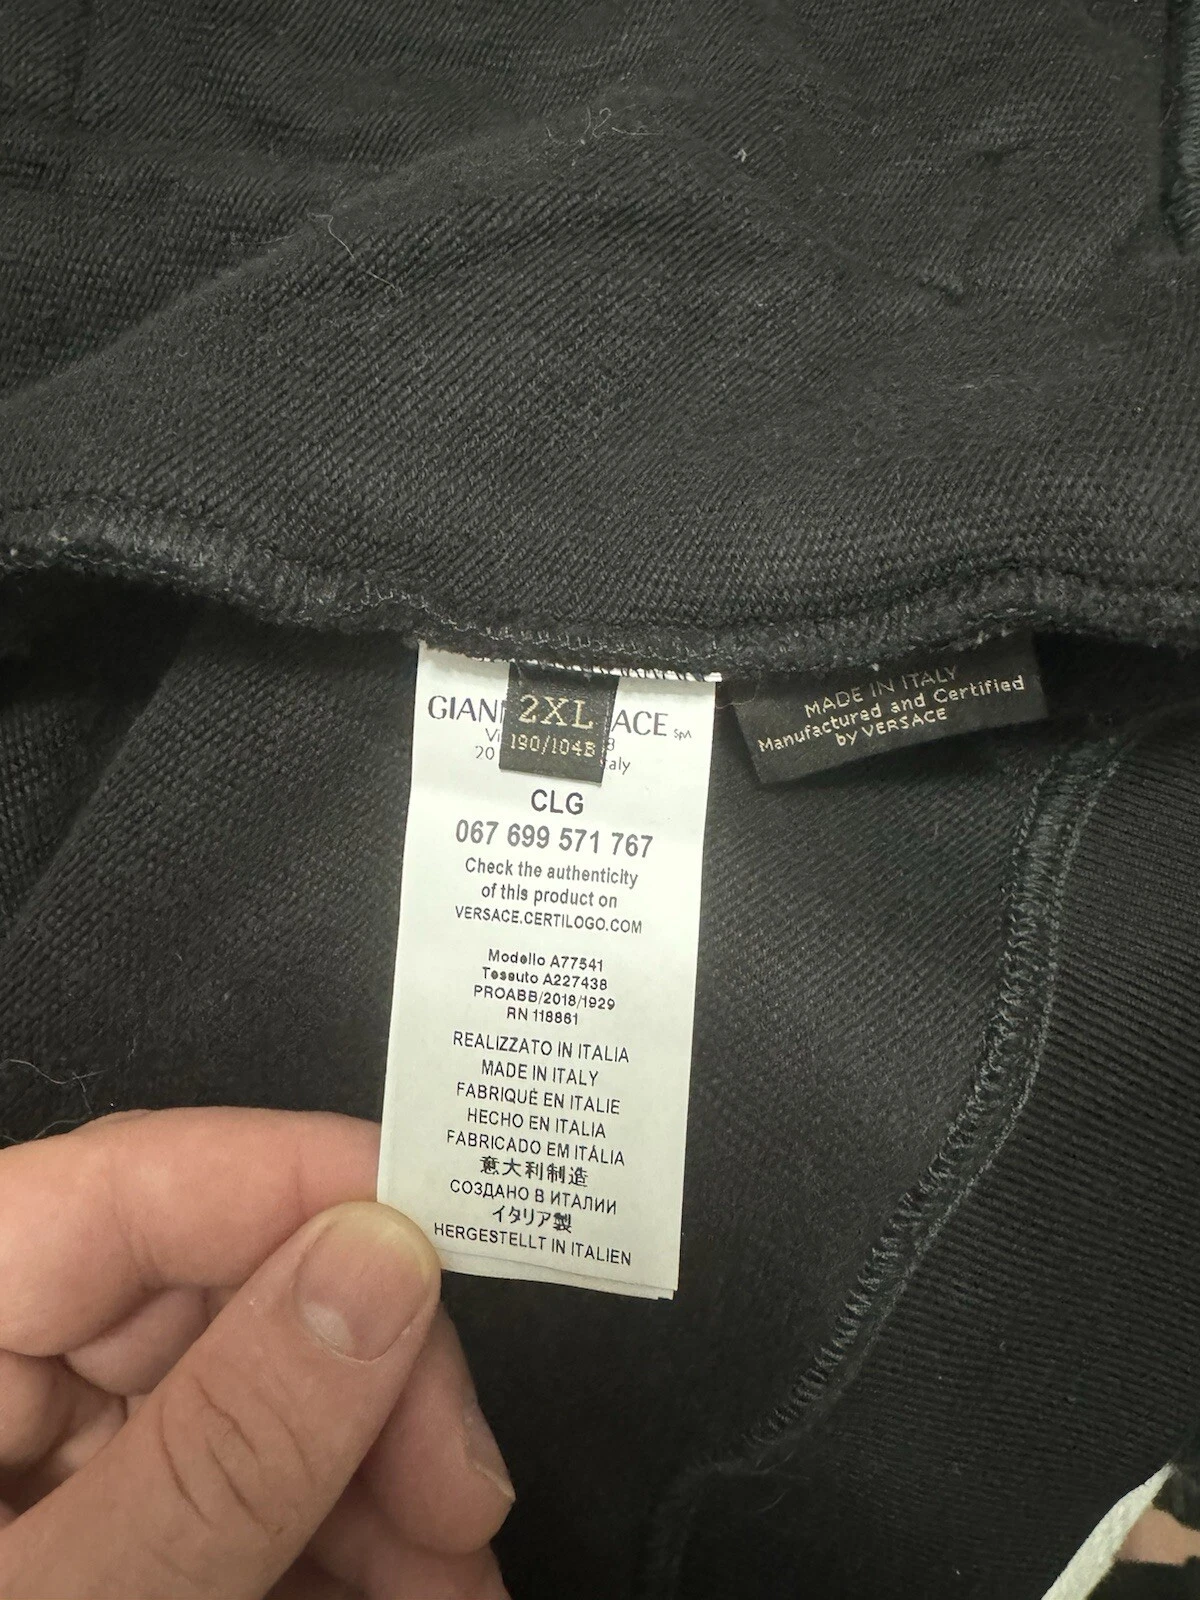 2XL
190/104B
MADE IN ITALY
Manufactured and Certified
by VERSACE
CLG
067 699 571 767
Check the authenticity
of this product on
VERSACE.CERTILOGO.COM
Modello A77541
Tessuto A227438
PROABB/2018/1929
RN 118861
REALIZZATO IN ITALIA
MADE IN ITALY
FABRIQUÉ EN ITALIE
HECHO EN ITALIA
FABRICADO EM ITÁLIA
意大利制造
СОЗДАНО В ИТАЛИИ
イタリア製
HERGESTELLT IN ITALIEN